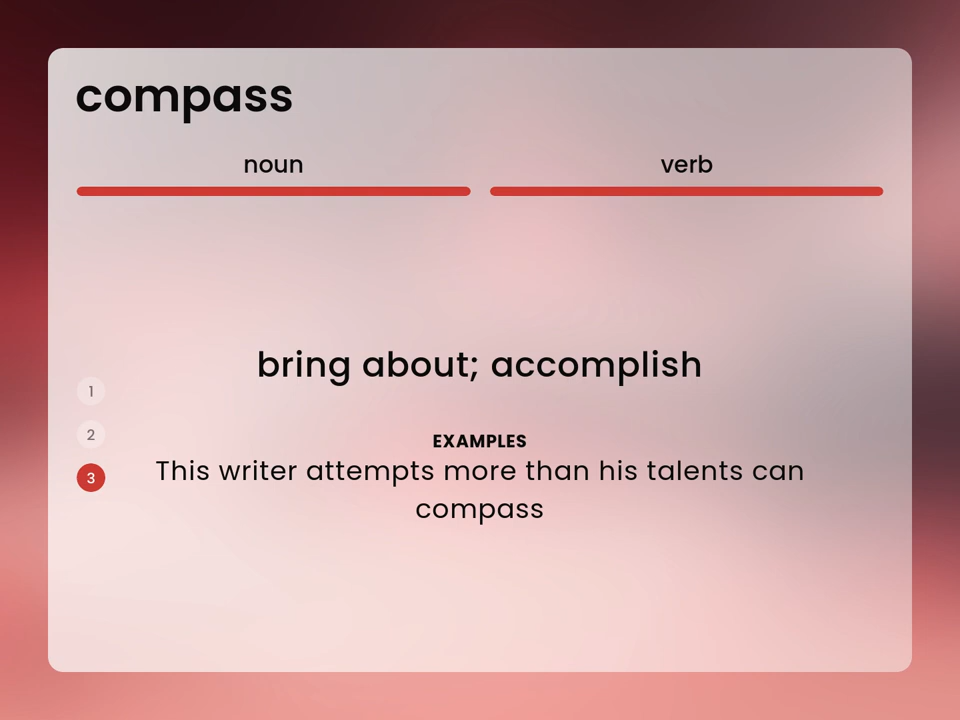 compass
noun
verb
bring about; accomplish
1
2
3
EXAMPLES
This writer attempts more than his talents can
compass